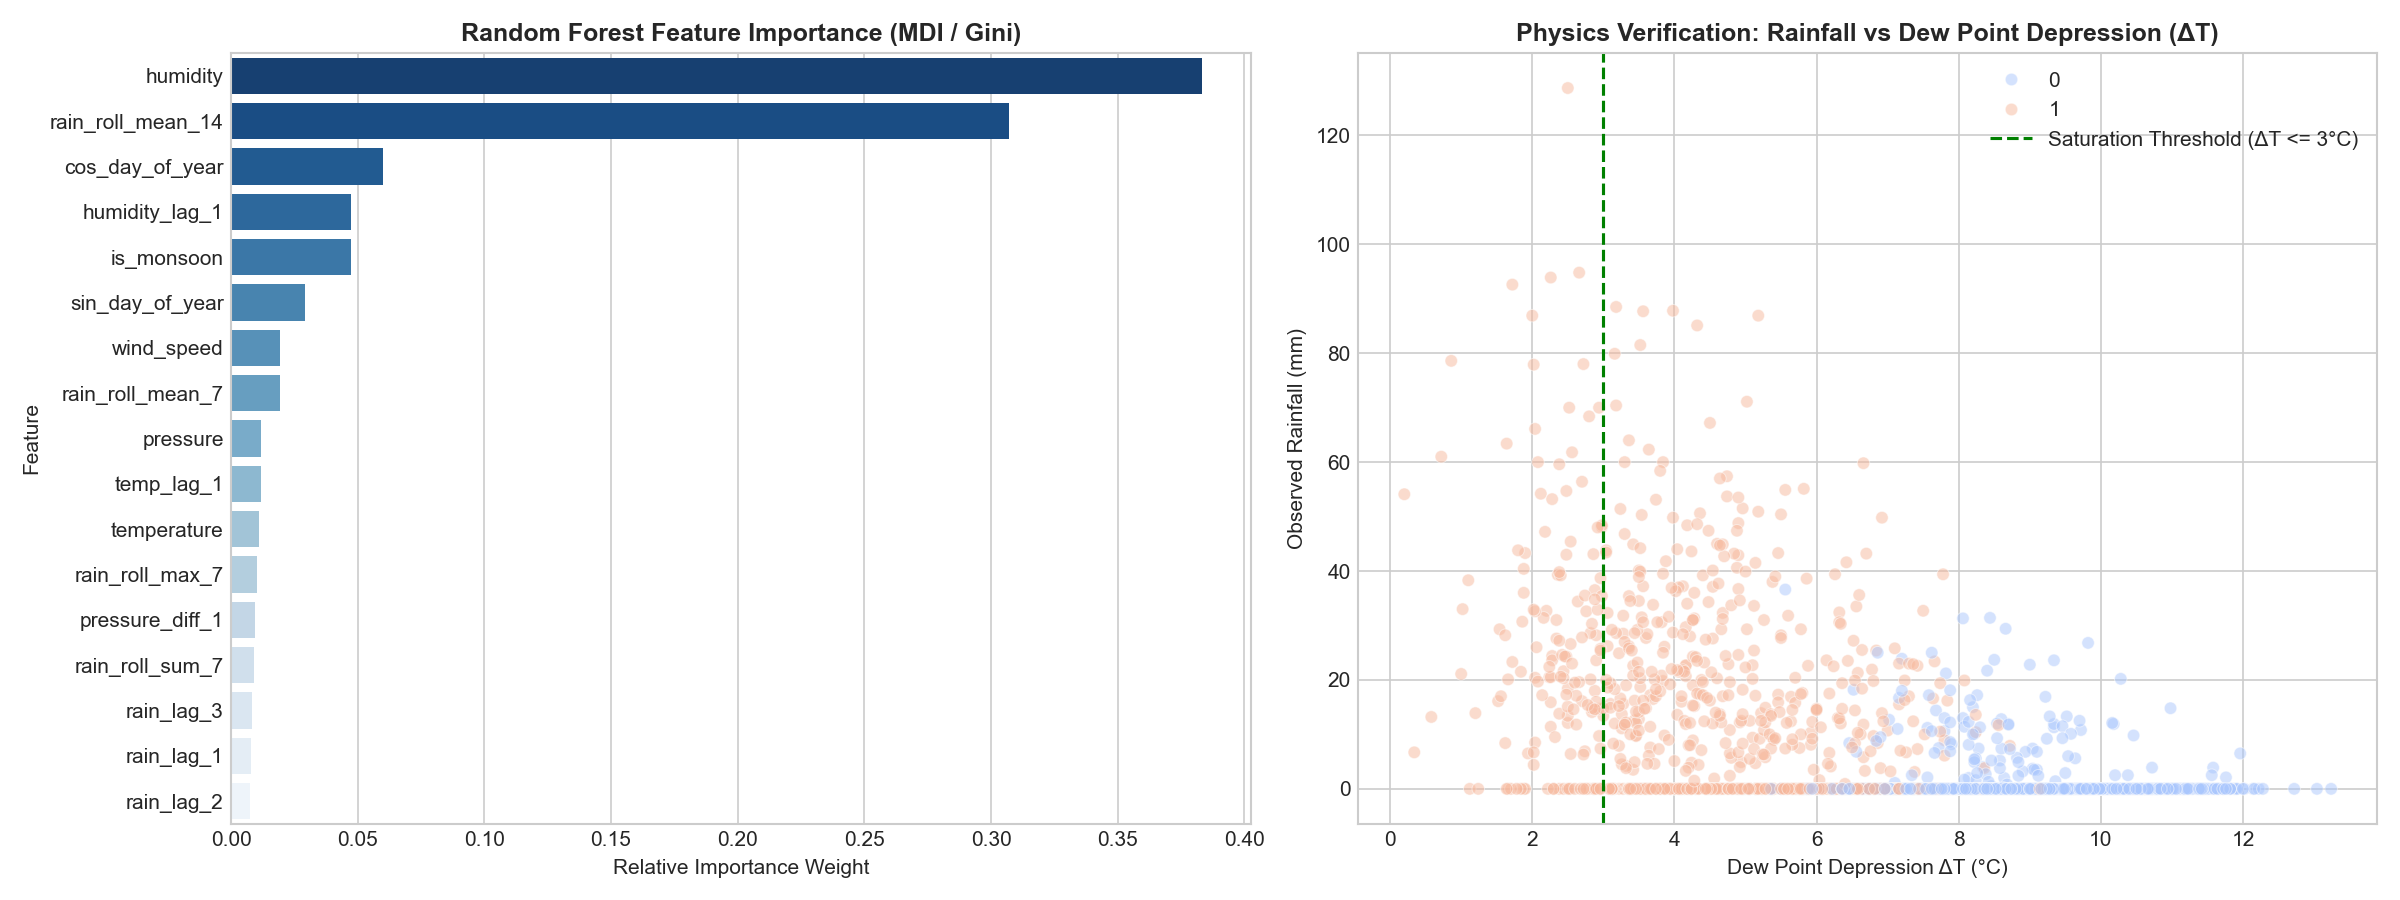 Random Forest Feature Importance (MDI / Gini)
Feature
humidity
rain_roll_mean_14
cos_day_of_year
humidity_lag_1
is_monsoon
sin_day_of_year
wind_speed
rain_roll_mean_7
pressure
temp_lag_1
temperature
rain_roll_max_7
pressure_diff_1
rain_roll_sum_7
rain_lag_3
rain_lag_1
rain_lag_2
0.00 0.05 0.10 0.15 0.20 0.25 0.30 0.35 0.40
Relative Importance Weight
Physics Verification: Rainfall vs Dew Point Depression (ΔT)
0
1
Saturation Threshold (ΔT <= 3°C)
Observed Rainfall (mm)
120
100
80
60
40
20
0
0 2 4 6 8 10 12
Dew Point Depression ΔT (°C)